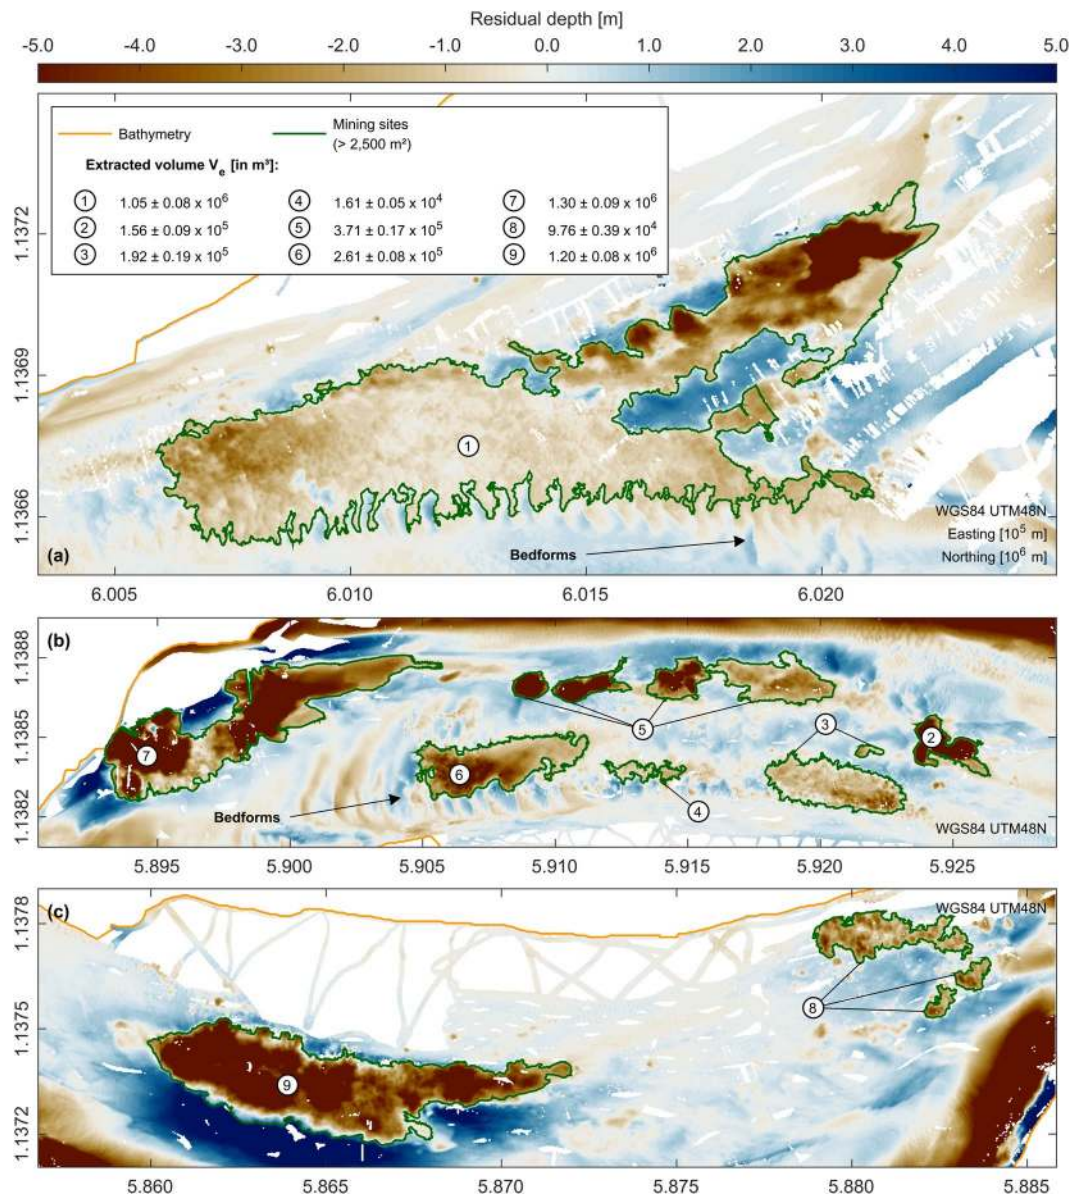 Residual depth [m]
-5.0 -4.0 -3.0 -2.0 -1.0 0.0 1.0 2.0 3.0 4.0 5.0
Bathymetry
Mining sites
(> 2,500 m²)
Extracted volume Vₑ [in m³]:
1 1.05 ± 0.08 x 10⁶
4 1.61 ± 0.05 x 10⁴
7 1.30 ± 0.09 x 10⁶
2 1.56 ± 0.09 x 10⁵
5 3.71 ± 0.17 x 10⁵
8 9.76 ± 0.39 x 10⁴
3 1.92 ± 0.19 x 10⁵
6 2.61 ± 0.08 x 10⁵
9 1.20 ± 0.08 x 10⁶
1.1372
1.1369
1.1366
1
WGS84 UTM48N
Easting [10⁵ m]
Northing [10⁶ m]
Bedforms
(a)
6.005 6.010 6.015 6.020
(b)
1.1388
1.1385
1.1382
5
3
2
7
6
4
Bedforms
WGS84 UTM48N
5.895 5.900 5.905 5.910 5.915 5.920 5.925
(c)
WGS84 UTM48N
1.1378
1.1375
1.1372
8
9
5.860 5.865 5.870 5.875 5.880 5.885